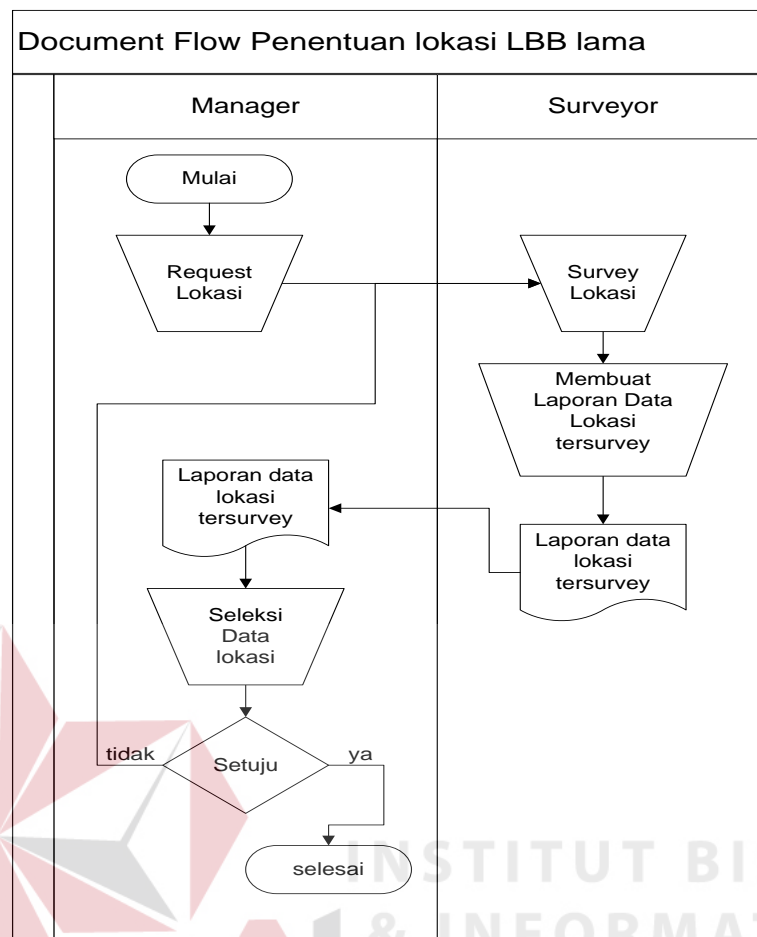 Document Flow Penentuan lokasi LBB lama
Manager
Surveyor
Mulai
Request
Lokasi
Survey
Lokasi
Membuat
Laporan Data
Lokasi
tersurvey
Laporan data
lokasi
tersurvey
Laporan data
lokasi
tersurvey
Seleksi
Data
lokasi
tidak
Setuju
ya
selesai
INSTITUT BI
& INFORMAT